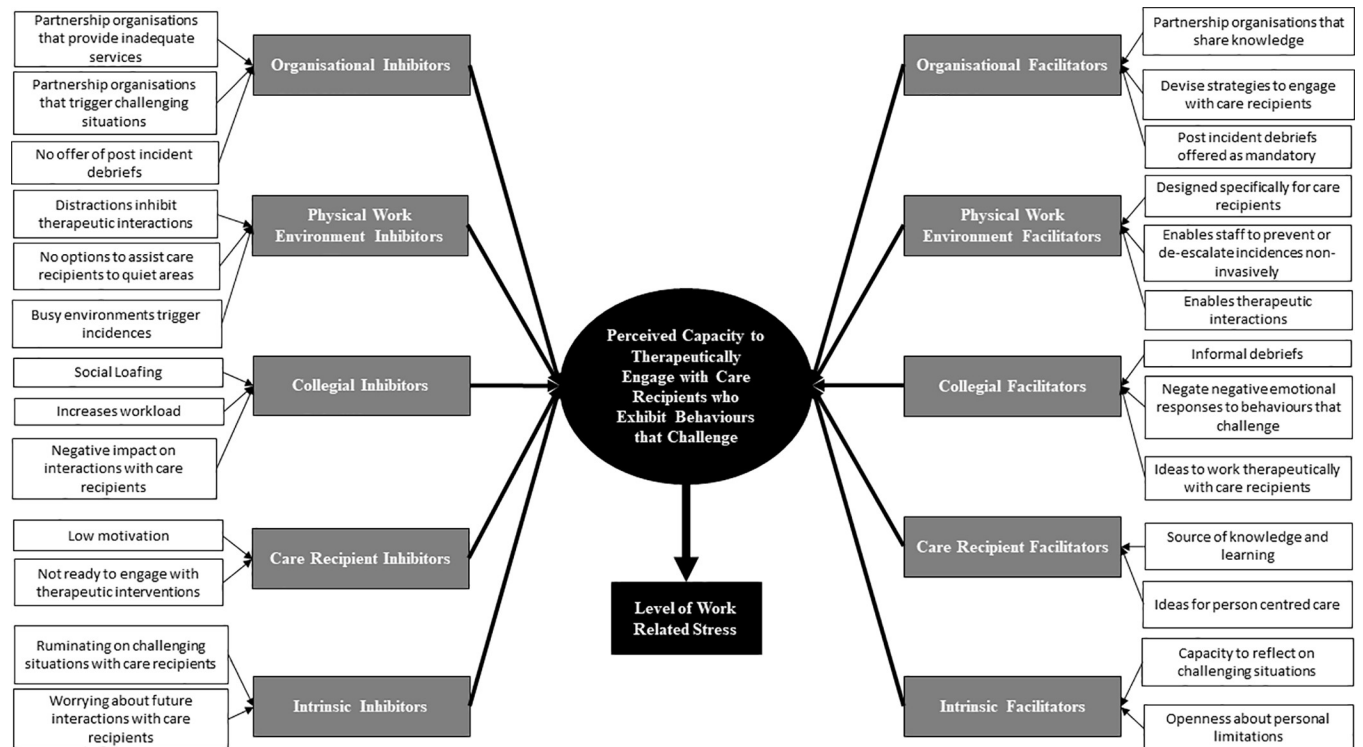 Partnership organisations
that provide inadequate
services
Partnership organisations
that trigger challenging
situations
No offer of post incident
debriefs
Organisational Inhibitors
Distractions inhibit
therapeutic interactions
No options to assist care
recipients to quiet areas
Busy environments trigger
incidences
Physical Work
Environment Inhibitors
Social Loafing
Increases workload
Negative impact on
interactions with care
recipients
Collegial Inhibitors
Low motivation
Not ready to engage with
therapeutic interventions
Care Recipient Inhibitors
Ruminating on challenging
situations with care recipients
Worrying about future
interactions with care
recipients
Intrinsic Inhibitors
Perceived Capacity to
Therapeutically
Engage with Care
Recipients who
Exhibit Behaviours
that Challenge
Level of Work
Related Stress
Organisational Facilitators
Partnership organisations that
share knowledge
Devise strategies to engage
with care recipients
Post incident debriefs
offered as mandatory
Physical Work
Environment Facilitators
Designed specifically for care
recipients
Enables staff to prevent or
de-escalate incidences non-
invasively
Enables therapeutic
interactions
Collegial Facilitators
Informal debriefs
Negate negative emotional
responses to behaviours that
challenge
Ideas to work therapeutically
with care recipients
Care Recipient Facilitators
Source of knowledge and
learning
Ideas for person centred care
Intrinsic Facilitators
Capacity to reflect on
challenging situations
Openness about personal
limitations